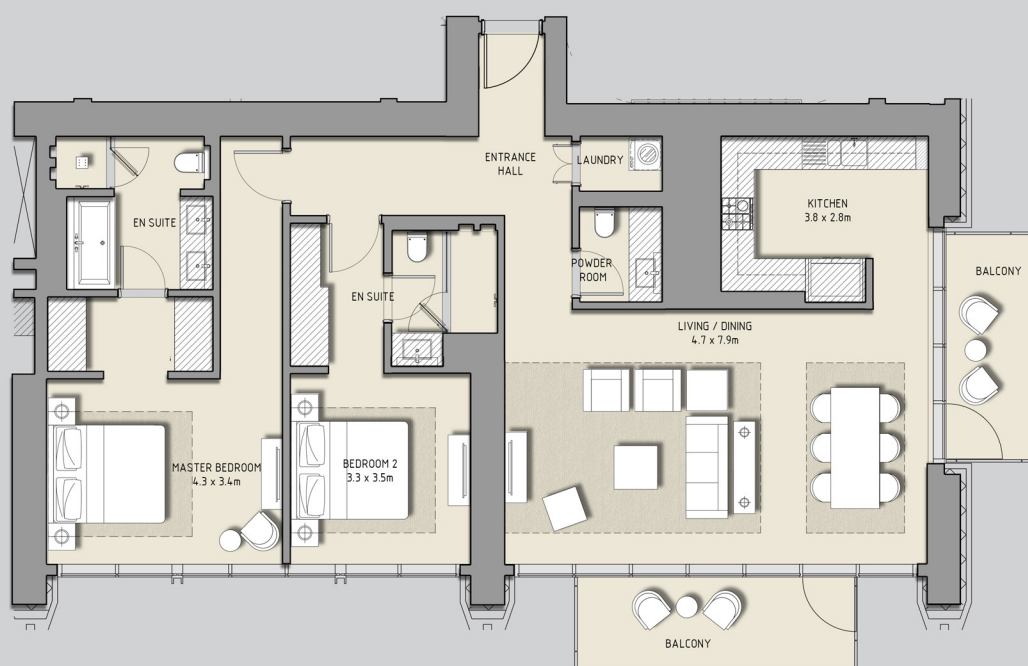 ENTRANCE
HALL
LAUNDRY
KITCHEN
3.8 x 2.8m
EN SUITE
POWDER
ROOM
BALCONY
EN SUITE
LIVING / DINING
4.7 x 7.9m
MASTER BEDROOM
4.3 x 3.4m
BEDROOM 2
3.3 x 3.5m
BALCONY